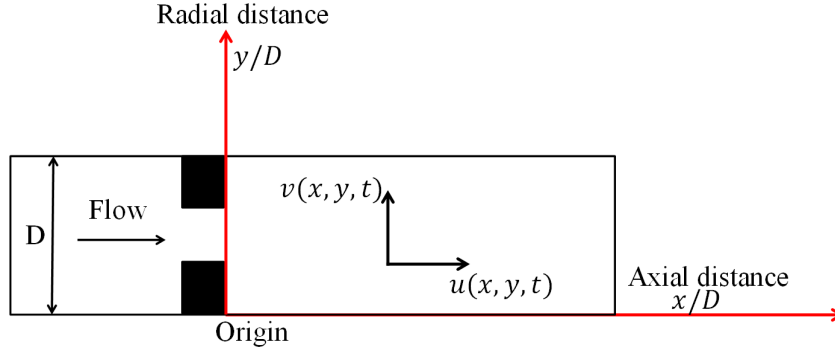 Radial distance
y/D
v(x, y, t)
Flow
D
u(x, y, t)
Axial distance
x/D
Origin